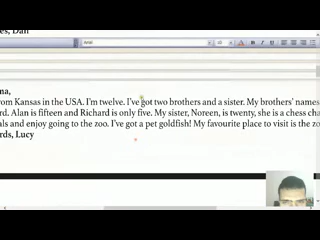 es, Dan
Arial
na,
rom Kansas in the USA. I'm twelve. I've got two brothers and a sister. My brothers' names
rd. Alan is fifteen and Richard is only five. My sister, Noreen, is twenty, she is a chess cha
als and enjoy going to the zoo. I've got a pet goldfish! My favourite place to visit is the zo
rds, Lucy